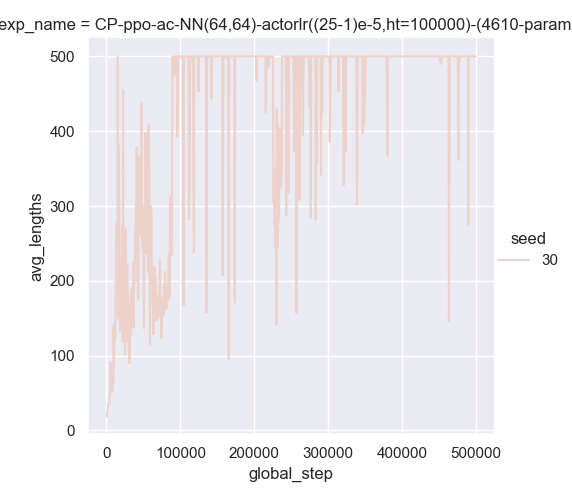 exp_name = CP-ppo-ac-NN(64,64)-actorlr((25-1)e-5,ht=100000)-(4610-param
500
400
300
200
100
0
avg_lengths
seed
30
0 100000 200000 300000 400000 500000
global_step